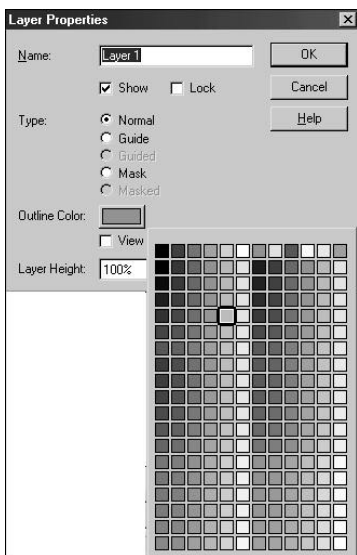 Layer Properties
Name:
Layer 1
OK
Show
Lock
Cancel
Type:
Normal
Help
Guide
Guided
Mask
Masked
Outline Color:
View
Layer Height:
100%